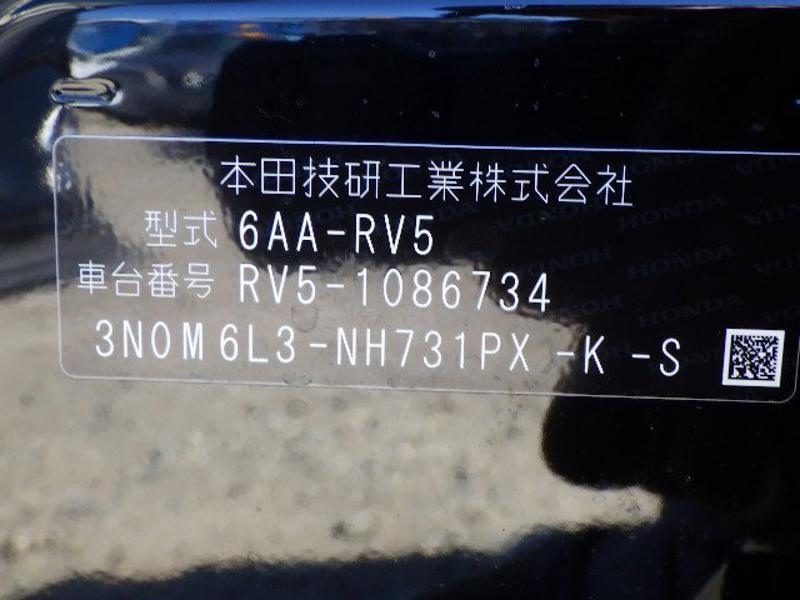 本田技研工業株式会社
型式 6AA-RV5
車台番号 RV5-1086734
3N0M6L3-NH731PX -K -S